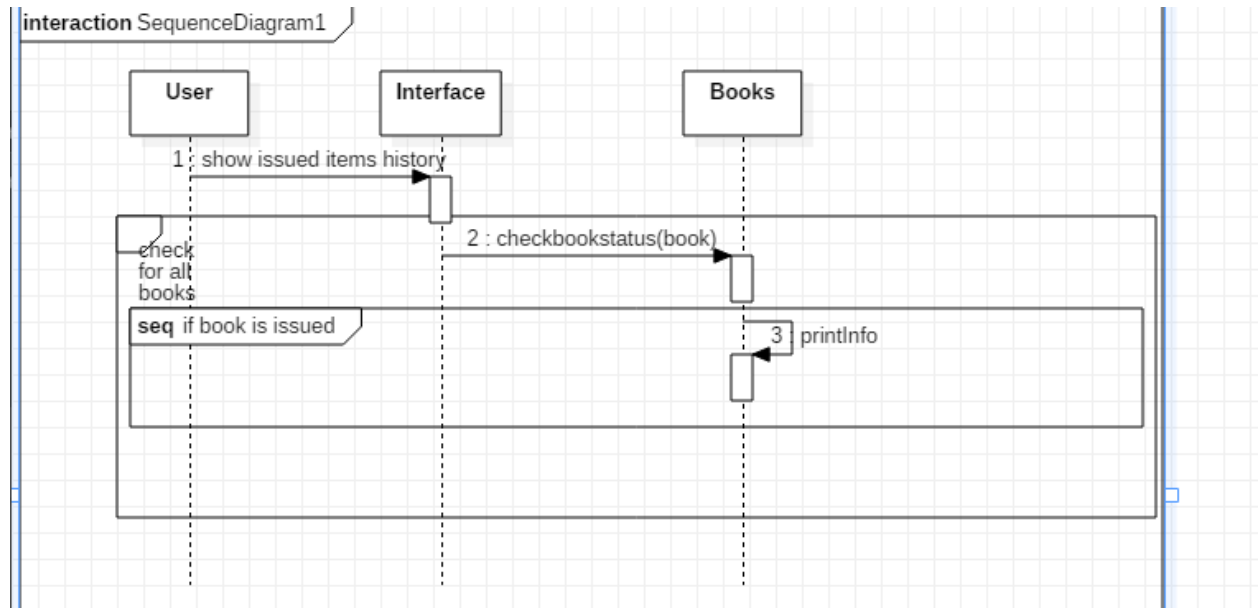 interaction SequenceDiagram1
User
Interface
Books
1 : show issued items history
2 : checkbookstatus(book)
check
for all
books
seq if book is issued
3 : printInfo